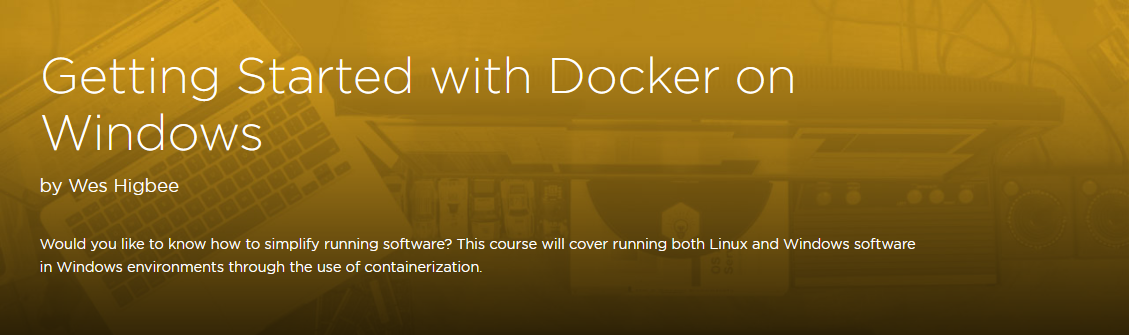 Getting Started with Docker on
Windows
by Wes Higbee
Would you like to know how to simplify running software? This course will cover running both Linux and Windows software
in Windows environments through the use of containerization.